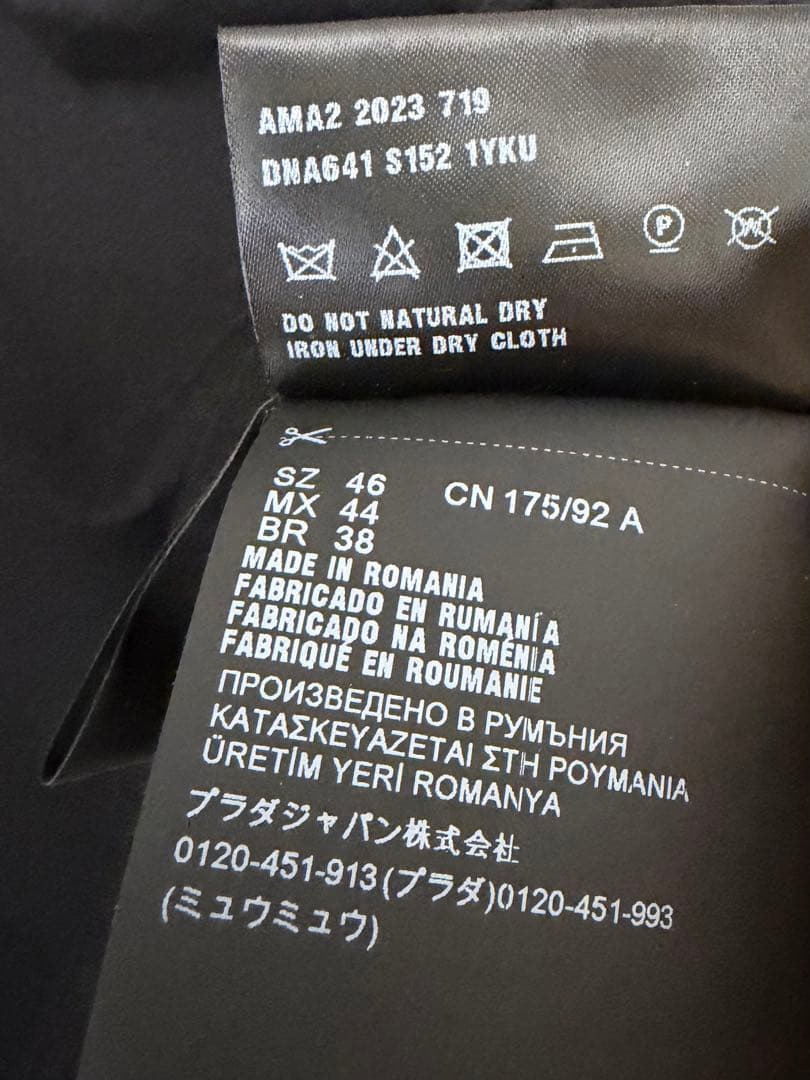 AMA2 2023 719
DNA641 S152 1YKU
P
W
DO NOT NATURAL DRY
IRON UNDER DRY CLOTH
SZ 46 CN 175/92 A
MX 44
BR 38
MADE IN ROMANIA
FABRICADO EN RUMANÍA
FABRICADO NA ROMÉNIA
FABRIQUÉ EN ROUMANIE
ПРОИЗВЕДЕНО В РУМЪНИЯ
ΚΑΤΑΣΚΕΥΑΖΕΤΑΙ ΣΤΗ ΡΟΥΜΑΝΙΑ
ÜRETİM YERİ ROMANYA
プラダジャパン株式会社
0120-451-913(プラダ)0120-451-993
(ミュウミュウ)